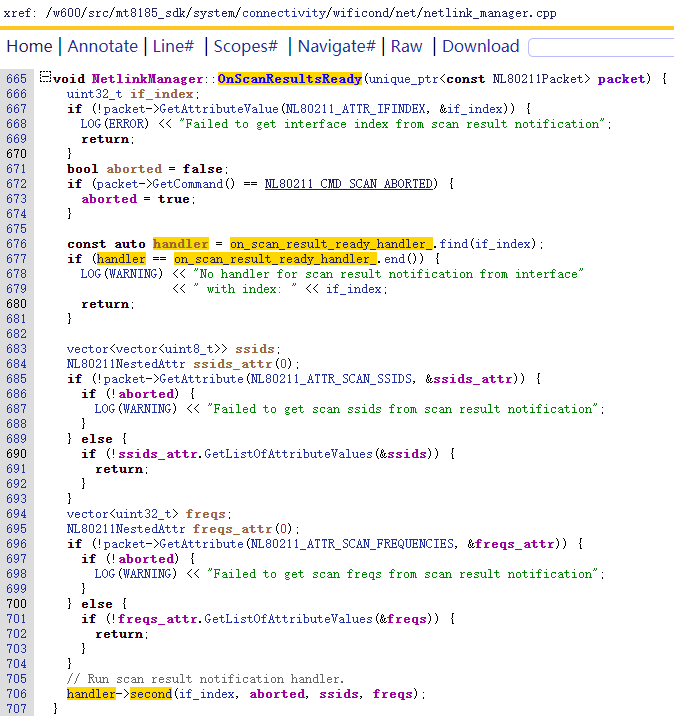 xref: /w600/src/mt8185_sdk/system/connectivity/wificond/net/netlink_manager.cpp
Home | Annotate | Line# | Scopes# | Navigate# | Raw | Download
665 void NetlinkManager::OnScanResultsReady(unique_ptr<const NL80211Packet> packet) {
666   uint32_t if_index;
667   if (!packet->GetAttributeValue(NL80211_ATTR_IFINDEX, &if_index)) {
668     LOG(ERROR) << "Failed to get interface index from scan result notification";
669     return;
670   }
671   bool aborted = false;
672   if (packet->GetCommand() == NL80211_CMD_SCAN_ABORTED) {
673     aborted = true;
674   }
675
676   const auto handler = on_scan_result_ready_handler_.find(if_index);
677   if (handler == on_scan_result_ready_handler_.end()) {
678     LOG(WARNING) << "No handler for scan result notification from interface"
679                  << " with index: " << if_index;
680     return;
681   }
682
683   vector<vector<uint8_t>> ssids;
684   NL80211NestedAttr ssids_attr(0);
685   if (!packet->GetAttribute(NL80211_ATTR_SCAN_SSIDS, &ssids_attr)) {
686     if (!aborted) {
687       LOG(WARNING) << "Failed to get scan ssids from scan result notification";
688     }
689   } else {
690     if (!ssids_attr.GetListOfAttributeValues(&ssids)) {
691       return;
692     }
693   }
694   vector<uint32_t> freqs;
695   NL80211NestedAttr freqs_attr(0);
696   if (!packet->GetAttribute(NL80211_ATTR_SCAN_FREQUENCIES, &freqs_attr)) {
697     if (!aborted) {
698       LOG(WARNING) << "Failed to get scan freqs from scan result notification";
699     }
700   } else {
701     if (!freqs_attr.GetListOfAttributeValues(&freqs)) {
702       return;
703     }
704   }
705   // Run scan result notification handler.
706   handler->second(if_index, aborted, ssids, freqs);
707 }